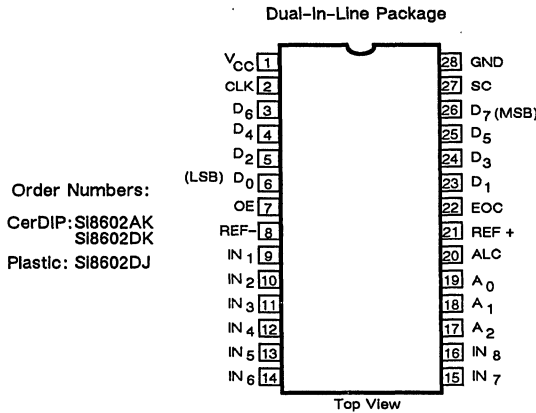 Dual-In-Line Package
VCC 1 28 GND
CLK 2 27 SC
D6 3 26 D7 (MSB)
D4 4 25 D5
D2 5 24 D3
(LSB) D0 6 23 D1
OE 7 22 EOC
REF- 8 21 REF +
IN 1 9 20 ALC
IN 2 10 19 A0
IN 3 11 18 A1
IN 4 12 17 A2
IN 5 13 16 IN 8
IN 6 14 15 IN 7
Top View
Order Numbers:
CerDIP: SI8602AK
SI8602DK
Plastic: SI8602DJ